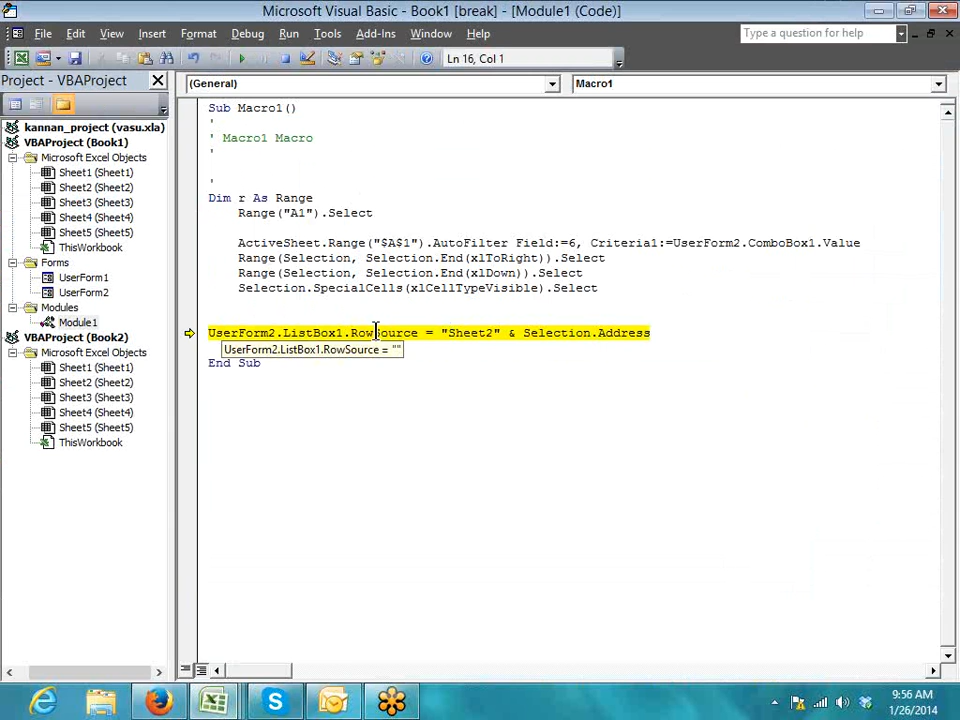 Microsoft Visual Basic - Book1 [break] - [Module1 (Code)]
File Edit View Insert Format Debug Run Tools Add-Ins Window Help
Type a question for help
Ln 16, Col 1
Project - VBAProject
(General)
Macro1
kannan_project (vasu.xla)
VBAProject (Book1)
Microsoft Excel Objects
Sheet1 (Sheet1)
Sheet2 (Sheet2)
Sheet3 (Sheet3)
Sheet4 (Sheet4)
Sheet5 (Sheet5)
ThisWorkbook
Forms
UserForm1
UserForm2
Modules
Module1
VBAProject (Book2)
Microsoft Excel Objects
Sheet1 (Sheet1)
Sheet2 (Sheet2)
Sheet3 (Sheet3)
Sheet4 (Sheet4)
Sheet5 (Sheet5)
ThisWorkbook
Sub Macro1()
'
' Macro1 Macro
'
'
Dim r As Range
Range("A1").Select
ActiveSheet.Range("$A$1").AutoFilter Field:=6, Criteria1:=UserForm2.ComboBox1.Value
Range(Selection, Selection.End(xlToRight)).Select
Range(Selection, Selection.End(xlDown)).Select
Selection.SpecialCells(xlCellTypeVisible).Select
UserForm2.ListBox1.RowSource = "Sheet2" & Selection.Address
UserForm2.ListBox1.RowSource = ""
End Sub
9:56 AM
1/26/2014